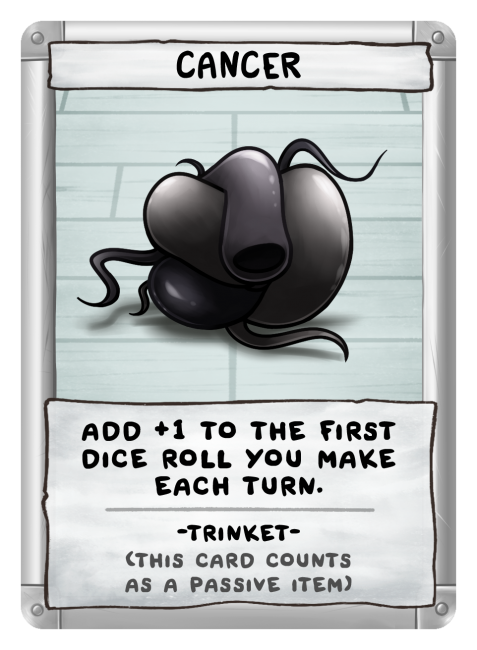 CANCER
ADD +1 TO THE FIRST
DICE ROLL YOU MAKE
EACH TURN.
-TRINKET-
(THIS CARD COUNTS
AS A PASSIVE ITEM)